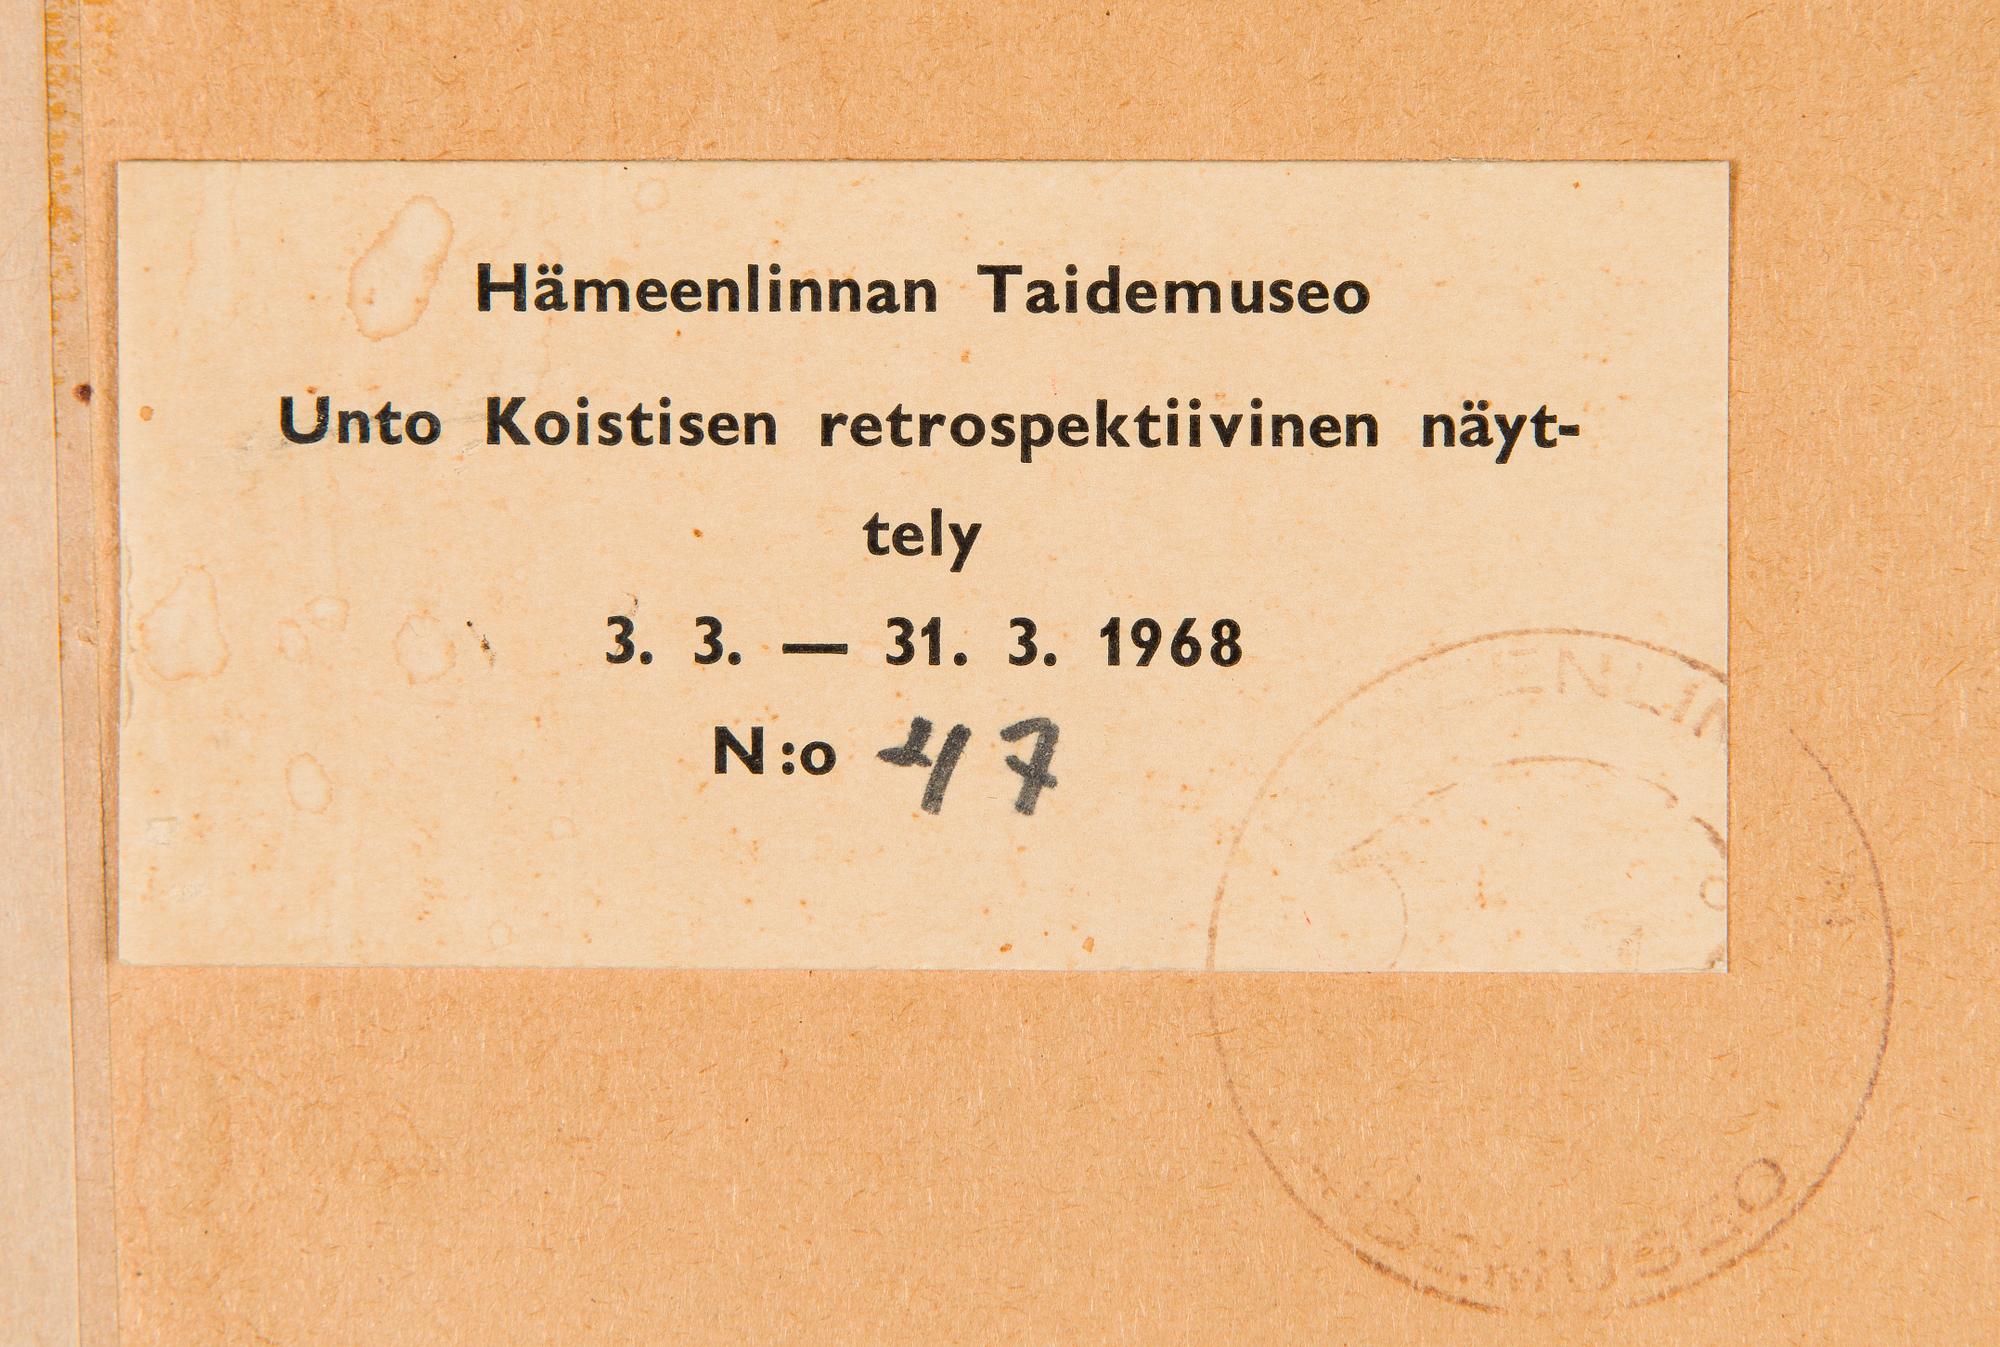 Hämeenlinnan Taidemuseo
Unto Koistisen retrospektiivinen näyt-
tely
3. 3. — 31. 3. 1968
N:o 47